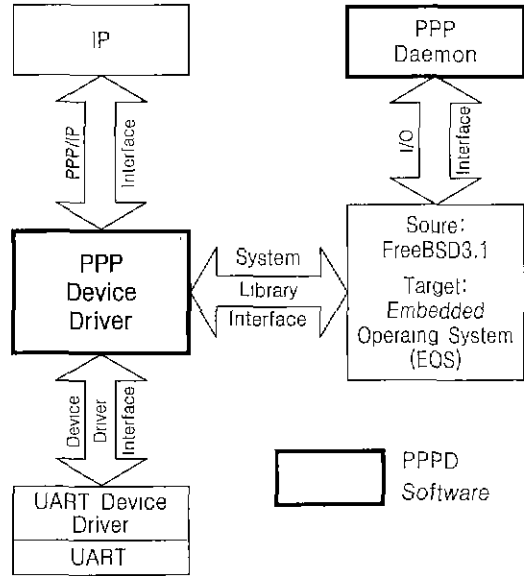 IP
PPP
Daemon
PPP/IP
Interface
I/O
Interface
PPP
Device
Driver
System
Library
Interface
Soure:
FreeBSD3.1
Target:
Embedded
Operaing System
(EOS)
Device
Driver
Interface
PPPD
Software
UART Device
Driver
UART